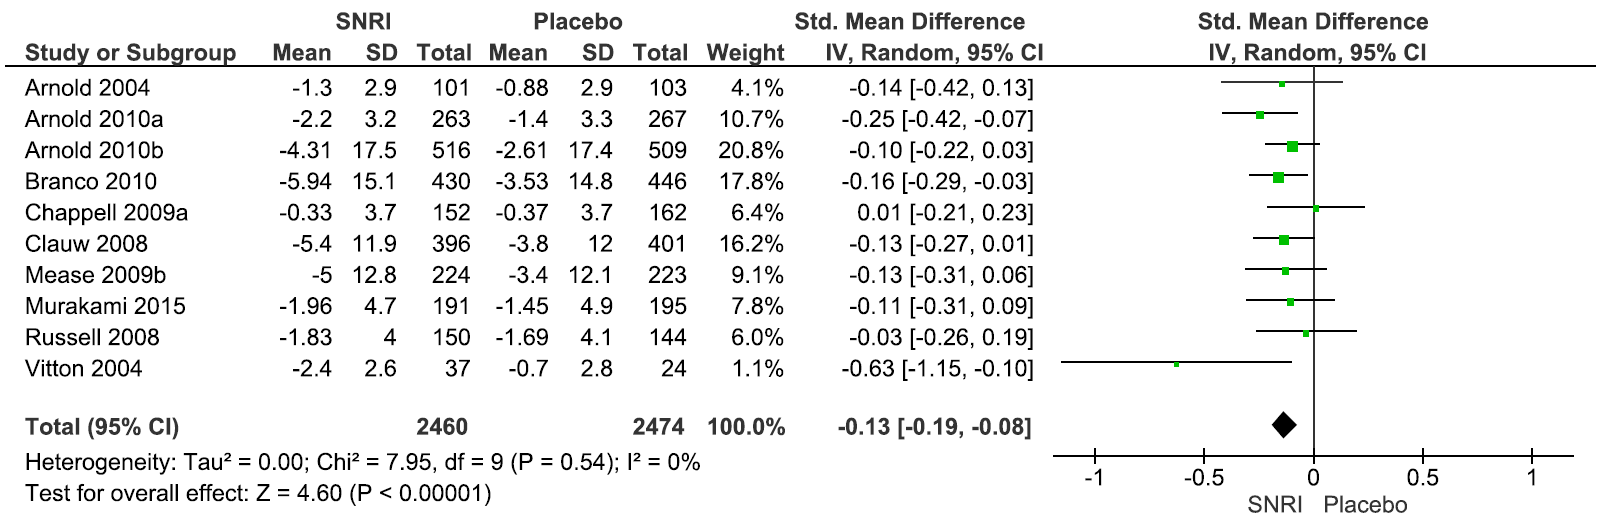 SNRI Placebo Std. Mean Difference Std. Mean Difference
Study or Subgroup Mean SD Total Mean SD Total Weight IV, Random, 95% CI IV, Random, 95% CI
Arnold 2004 -1.3 2.9 101 -0.88 2.9 103 4.1% -0.14 [-0.42, 0.13]
Arnold 2010a -2.2 3.2 263 -1.4 3.3 267 10.7% -0.25 [-0.42, -0.07]
Arnold 2010b -4.31 17.5 516 -2.61 17.4 509 20.8% -0.10 [-0.22, 0.03]
Branco 2010 -5.94 15.1 430 -3.53 14.8 446 17.8% -0.16 [-0.29, -0.03]
Chappell 2009a -0.33 3.7 152 -0.37 3.7 162 6.4% 0.01 [-0.21, 0.23]
Clauw 2008 -5.4 11.9 396 -3.8 12 401 16.2% -0.13 [-0.27, 0.01]
Mease 2009b -5 12.8 224 -3.4 12.1 223 9.1% -0.13 [-0.31, 0.06]
Murakami 2015 -1.96 4.7 191 -1.45 4.9 195 7.8% -0.11 [-0.31, 0.09]
Russell 2008 -1.83 4 150 -1.69 4.1 144 6.0% -0.03 [-0.26, 0.19]
Vitton 2004 -2.4 2.6 37 -0.7 2.8 24 1.1% -0.63 [-1.15, -0.10]
Total (95% CI) 2460 2474 100.0% -0.13 [-0.19, -0.08]
Heterogeneity: Tau² = 0.00; Chi² = 7.95, df = 9 (P = 0.54); I² = 0%
Test for overall effect: Z = 4.60 (P < 0.00001)
-1 -0.5 0 0.5 1
SNRI Placebo